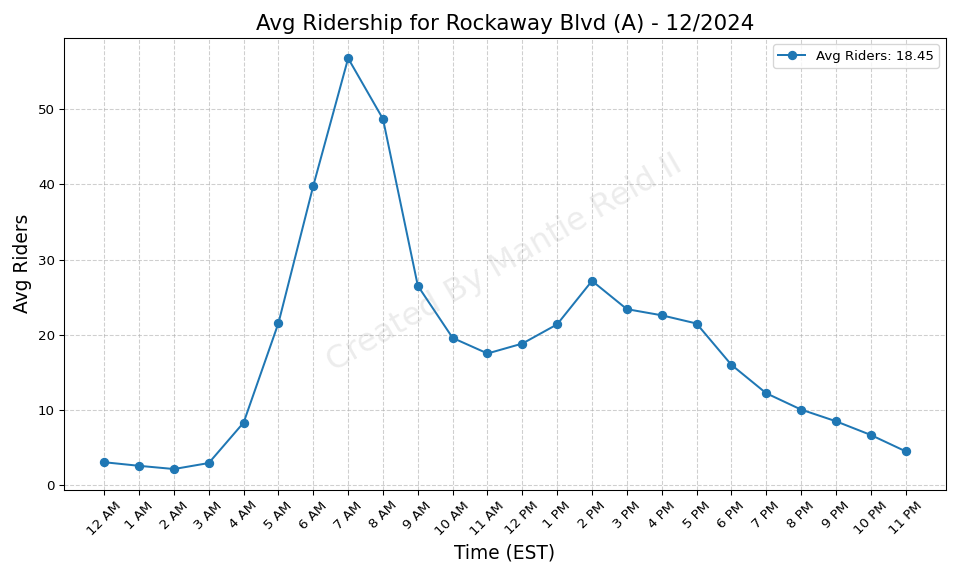 Avg Ridership for Rockaway Blvd (A) - 12/2024
Avg Riders: 18.45
Created By Mantie Reid II
Avg Riders
50
40
30
20
10
0
12 AM
1 AM
2 AM
3 AM
4 AM
5 AM
6 AM
7 AM
8 AM
9 AM
10 AM
11 AM
12 PM
1 PM
2 PM
3 PM
4 PM
5 PM
6 PM
7 PM
8 PM
9 PM
10 PM
11 PM
Time (EST)